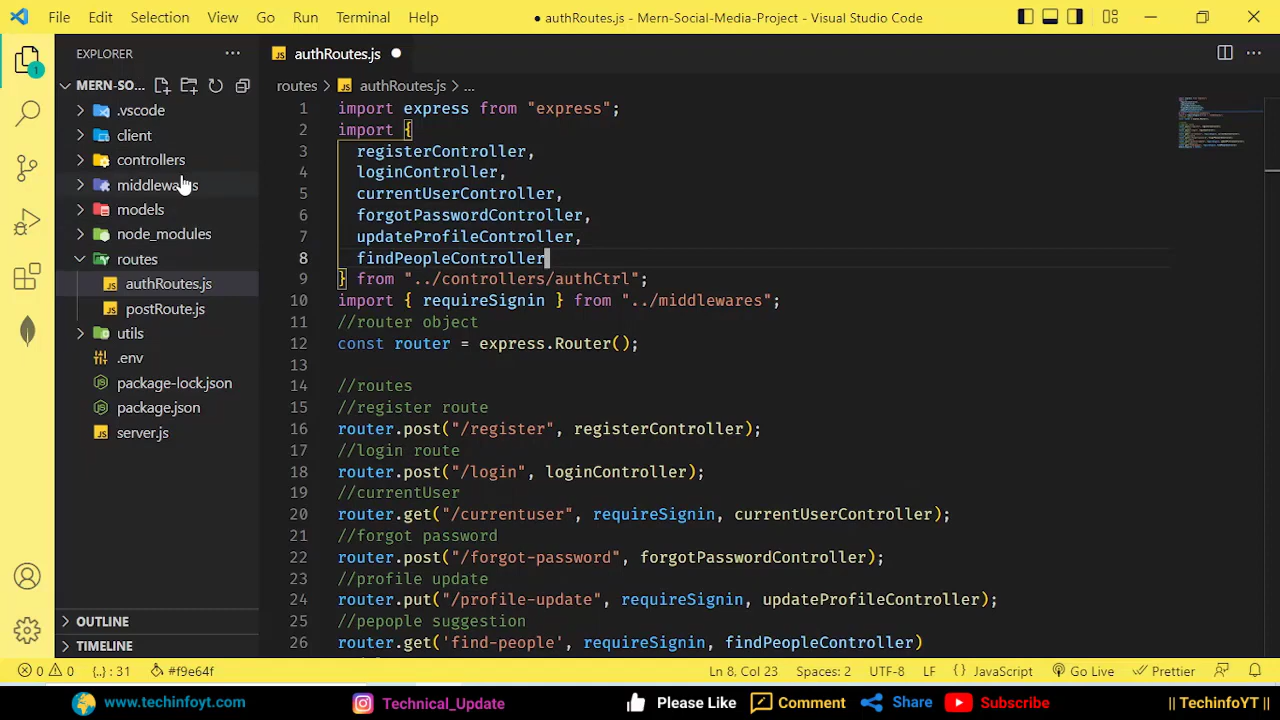 File Edit Selection View Go Run Terminal Help
● authRoutes.js - Mern-Social-Media-Project - Visual Studio Code
EXPLORER
MERN-SO...
.vscode
client
controllers
middlewares
models
node_modules
routes
authRoutes.js
postRoute.js
utils
.env
package-lock.json
package.json
server.js
OUTLINE
TIMELINE
1
authRoutes.js
routes > authRoutes.js > ...
1 import express from "express";
2 import {
3 registerController,
4 loginController,
5 currentUserController,
6 forgotPasswordController,
7 updateProfileController,
8 findPeopleController
9 } from "../controllers/authCtrl";
10 import { requireSignin } from "../middlewares";
11 //router object
12 const router = express.Router();
13
14 //routes
15 //register route
16 router.post("/register", registerController);
17 //login route
18 router.post("/login", loginController);
19 //currentUser
20 router.get("/currentuser", requireSignin, currentUserController);
21 //forgot password
22 router.post("/forgot-password", forgotPasswordController);
23 //profile update
24 router.put("/profile-update", requireSignin, updateProfileController);
25 //pepople suggestion
26 router.get('find-people', requireSignin, findPeopleController)
0 0 {..} : 31 #f9e64f Ln 8, Col 23 Spaces: 2 UTF-8 LF {} JavaScript Go Live Prettier
www.techinfoyt.com Technical_Update Please Like Comment Share Subscribe || TechinfoYT ||